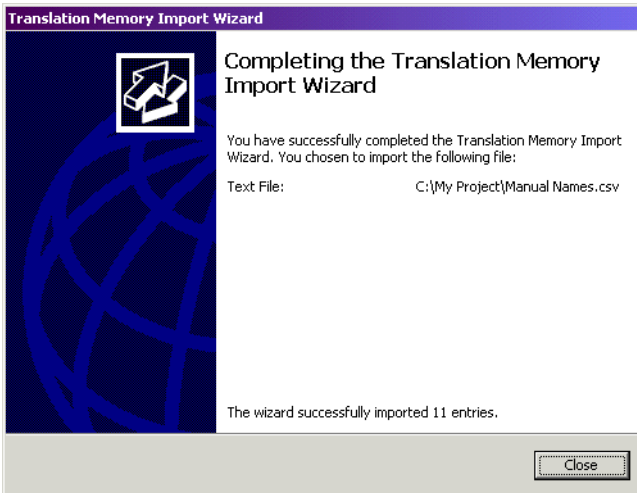 Translation Memory Import Wizard
Completing the Translation Memory
Import Wizard
You have successfully completed the Translation Memory Import
Wizard. You chosen to import the following file:
Text File: C:\My Project\Manual Names.csv
The wizard successfully imported 11 entries.
Close